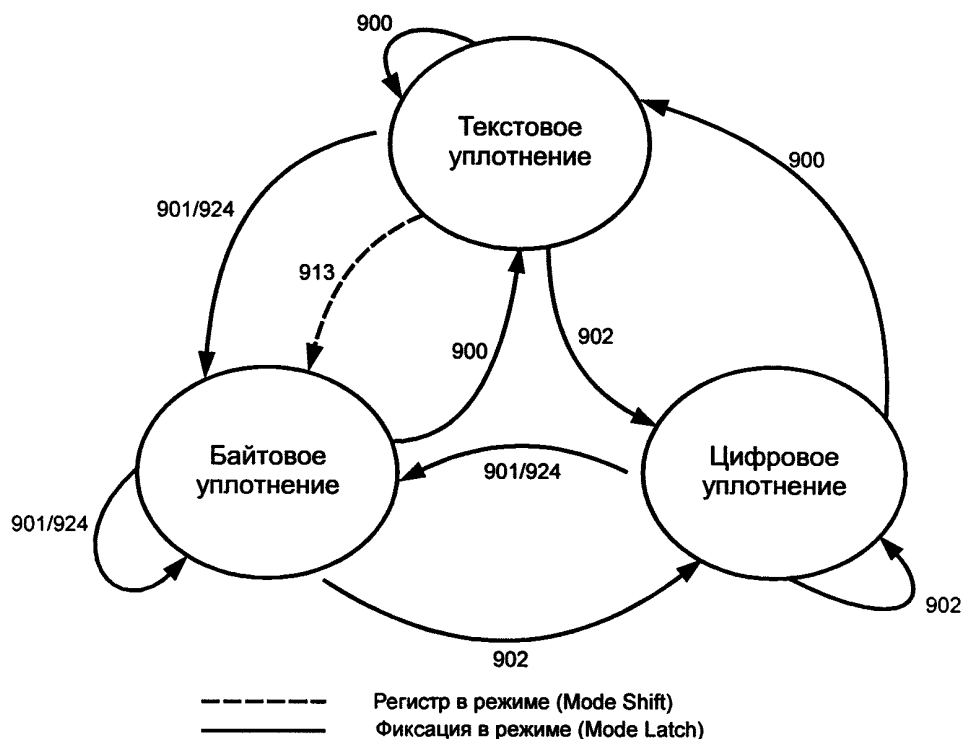 900
Текстовое
уплотнение
900
901/924
913
900
902
Байтовое
уплотнение
901/924
Цифровое
уплотнение
901/924
902
902
Регистр в режиме (Mode Shift)
Фиксация в режиме (Mode Latch)